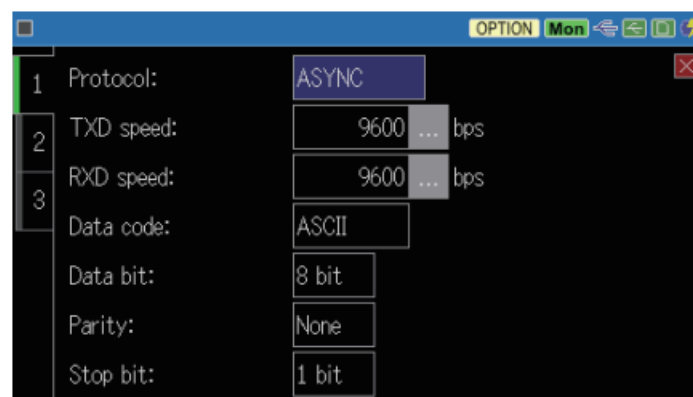 OPTION Mon
1 Protocol: ASYNC
2 TXD speed: 9600 ... bps
RXD speed: 9600 ... bps
3 Data code: ASCII
Data bit: 8 bit
Parity: None
Stop bit: 1 bit